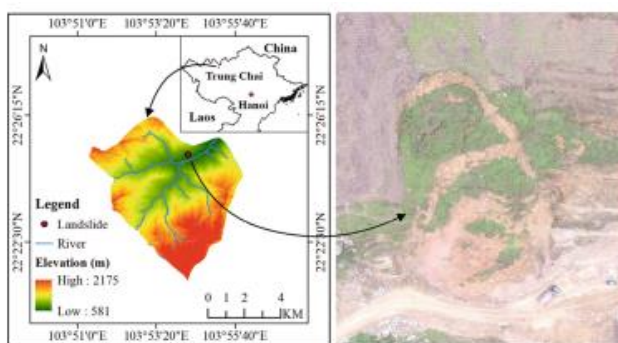 103°51'0"E 103°53'20"E 103°55'40"E
N
China
Trung Chai
Hanoi
Laos
22°26'15"N
22°26'15"N
Legend
Landslide
River
Elevation (m)
High : 2175
Low : 581
22°22'30"N
22°22'30"N
0 2 4
KM
103°51'0"E 103°53'20"E 103°55'40"E